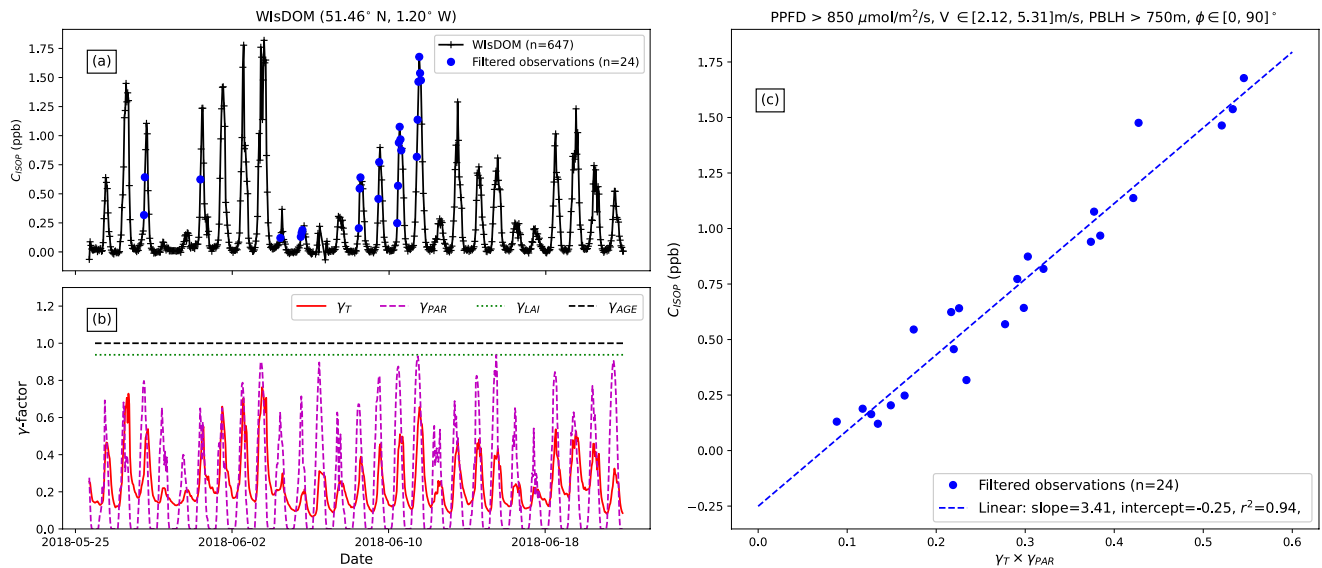 WIsDOM (51.46° N, 1.20° W)
(a)
WIsDOM (n=647)
Filtered observations (n=24)
C_ISOP (ppb)
1.75
1.50
1.25
1.00
0.75
0.50
0.25
0.00
(b)
γ_T γ_PAR γ_LAI γ_AGE
γ-factor
1.2
1.0
0.8
0.6
0.4
0.2
0.0
2018-05-25 2018-06-02 2018-06-10 2018-06-18
Date
PPFD > 850 μmol/m²/s, V ∈[2.12, 5.31]m/s, PBLH > 750m, ϕ∈[0, 90]°
(c)
C_ISOP (ppb)
1.75
1.50
1.25
1.00
0.75
0.50
0.25
0.00
−0.25
Filtered observations (n=24)
Linear: slope=3.41, intercept=-0.25, r²=0.94,
0.0 0.1 0.2 0.3 0.4 0.5 0.6
γ_T × γ_PAR